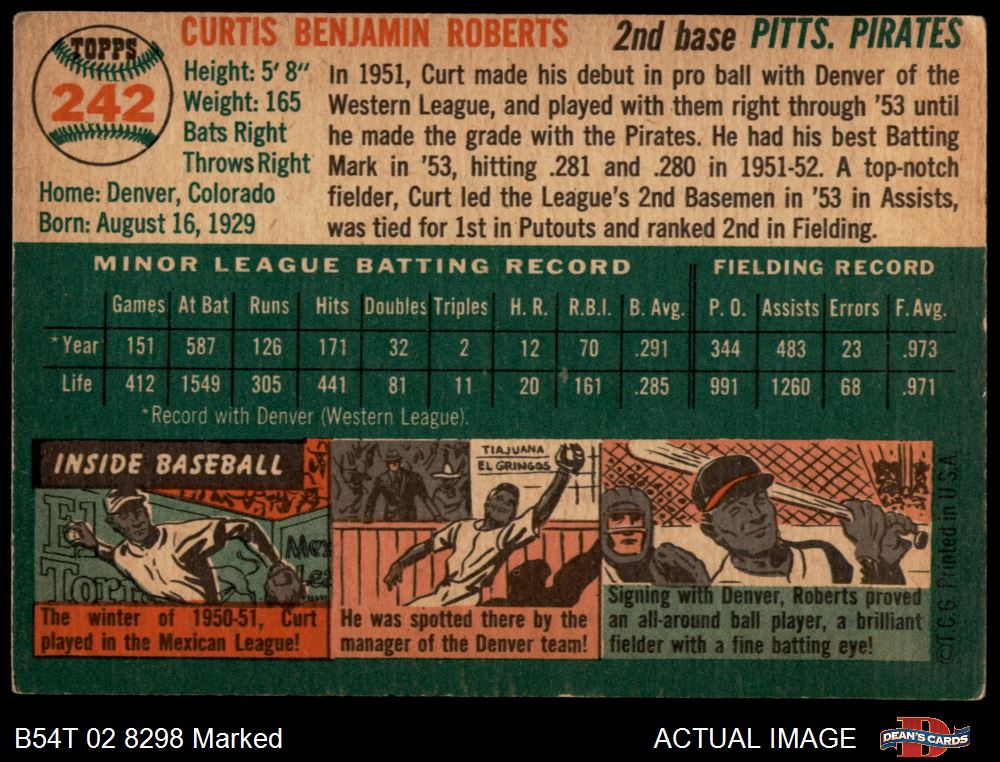 TOPPS
242
CURTIS BENJAMIN ROBERTS 2nd base PITTS. PIRATES
Height: 5' 8"
Weight: 165
Bats Right
Throws Right
Home: Denver, Colorado
Born: August 16, 1929
In 1951, Curt made his debut in pro ball with Denver of the
Western League, and played with them right through '53 until
he made the grade with the Pirates. He had his best Batting
Mark in '53, hitting .281 and .280 in 1951-52. A top-notch
fielder, Curt led the League's 2nd Basemen in '53 in Assists,
was tied for 1st in Putouts and ranked 2nd in Fielding.
MINOR LEAGUE BATTING RECORD FIELDING RECORD
Games At Bat Runs Hits Doubles Triples H. R. R.B.I. B. Avg. P. O. Assists Errors F. Avg.
*Year 151 587 126 171 32 2 12 70 .291 344 483 23 .973
Life 412 1549 305 441 81 11 20 161 .285 991 1260 68 .971
*Record with Denver (Western League).
INSIDE BASEBALL
El
Mex
The winter of 1950-51, Curt
played in the Mexican League!
TIAJUANA
EL GRINGOS
He was spotted there by the
manager of the Denver team!
Signing with Denver, Roberts proved
an all-around ball player, a brilliant
fielder with a fine batting eye!
©T.C.G. Printed in U.S.A.
B54T 02 8298 Marked
ACTUAL IMAGE
D
DEAN'S CARDS